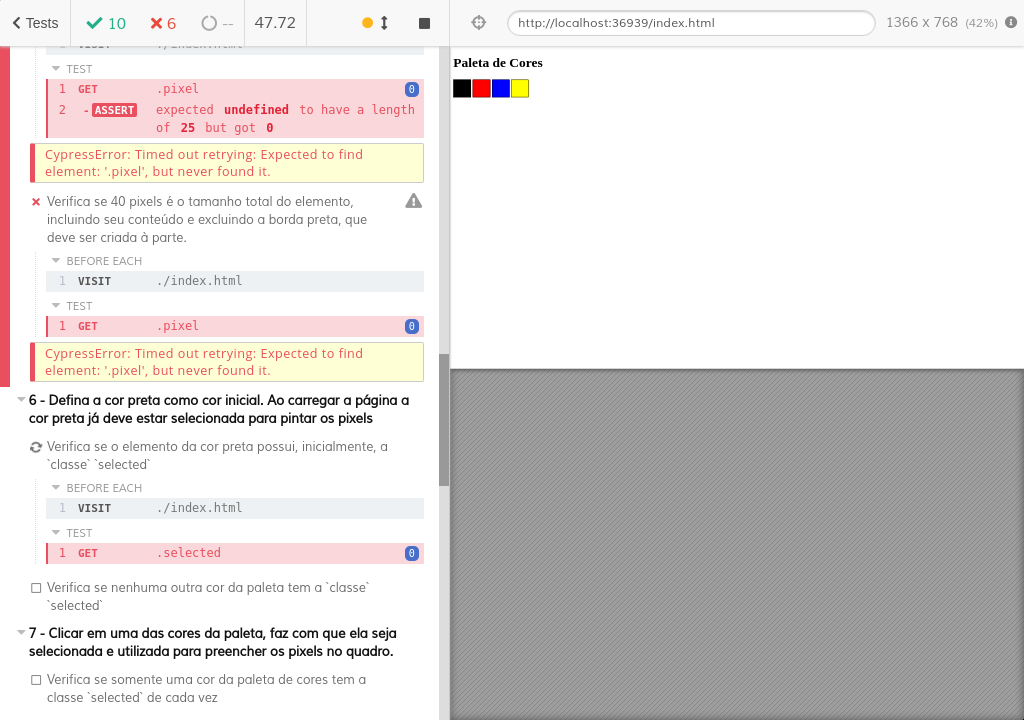 Tests
10
6
--
47.72
http://localhost:36939/index.html
1366 x 768 (42%)
1 VISIT ./index.html
TEST
1 GET .pixel 0
2 -ASSERT expected undefined to have a length
of 25 but got 0
CypressError: Timed out retrying: Expected to find
element: '.pixel', but never found it.
Verifica se 40 pixels é o tamanho total do elemento,
incluindo seu conteúdo e excluindo a borda preta, que
deve ser criada à parte.
BEFORE EACH
1 VISIT ./index.html
TEST
1 GET .pixel 0
CypressError: Timed out retrying: Expected to find
element: '.pixel', but never found it.
6 - Defina a cor preta como cor inicial. Ao carregar a página a
cor preta já deve estar selecionada para pintar os pixels
Verifica se o elemento da cor preta possui, inicialmente, a
`classe` `selected`
BEFORE EACH
1 VISIT ./index.html
TEST
1 GET .selected 0
Verifica se nenhuma outra cor da paleta tem a `classe`
`selected`
7 - Clicar em uma das cores da paleta, faz com que ela seja
selecionada e utilizada para preencher os pixels no quadro.
Verifica se somente uma cor da paleta de cores tem a
classe `selected` de cada vez
Paleta de Cores